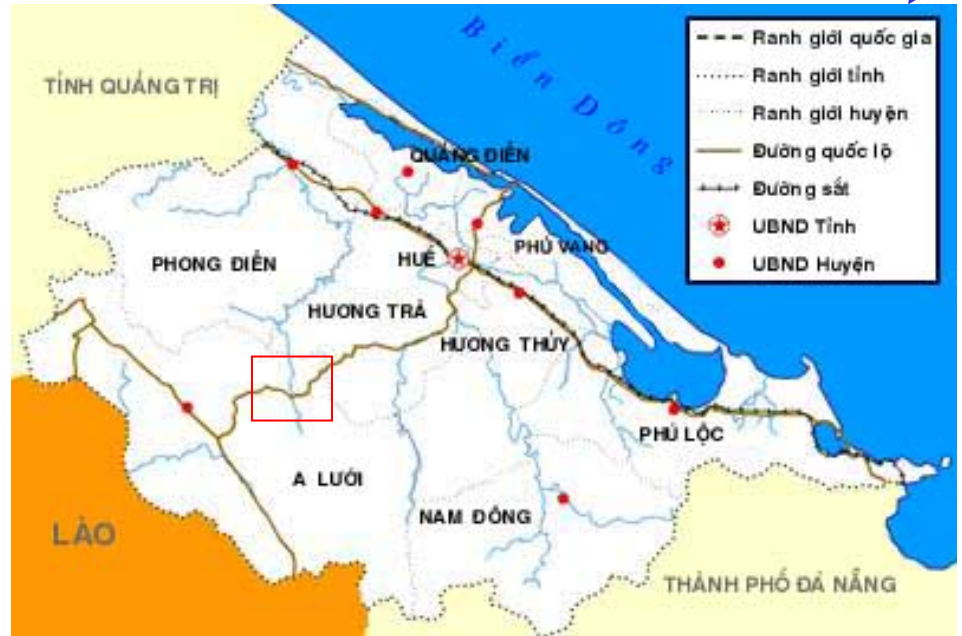 Biển Đông
TỈNH QUẢNG TRỊ
QUẢNG ĐIỀN
PHONG ĐIỀN
HUẾ
PHÚ VANG
HƯƠNG TRÀ
HƯƠNG THỦY
PHÚ LỘC
A LƯỚI
NAM ĐÔNG
LÀO
THÀNH PHỐ ĐÀ NẴNG
Ranh giới quốc gia
Ranh giới tỉnh
Ranh giới huyện
Đường quốc lộ
Đường sắt
UBND Tỉnh
UBND Huyện